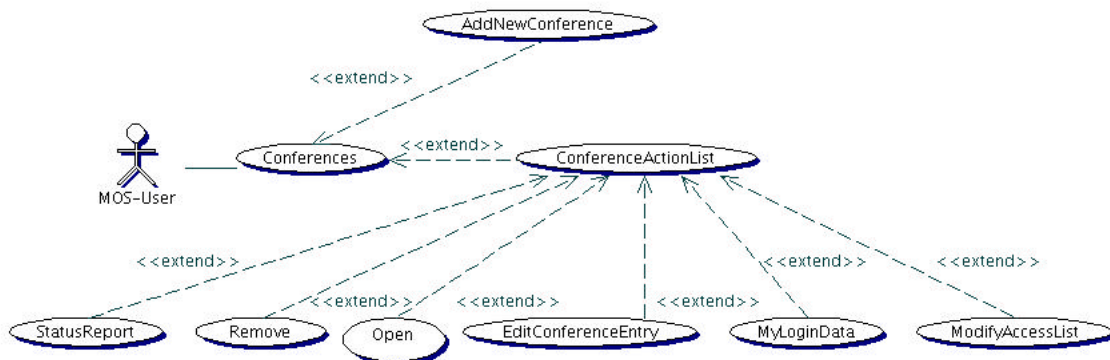 AddNewConference
<<extend>>
Conferences
<<extend>>
ConferenceActionList
MOS-User
<<extend>>
<<extend>>
<<extend>>
<<extend>>
<<extend>>
<<extend>>
StatusReport
Remove
Open
EditConferenceEntry
MyLoginData
ModifyAccessList